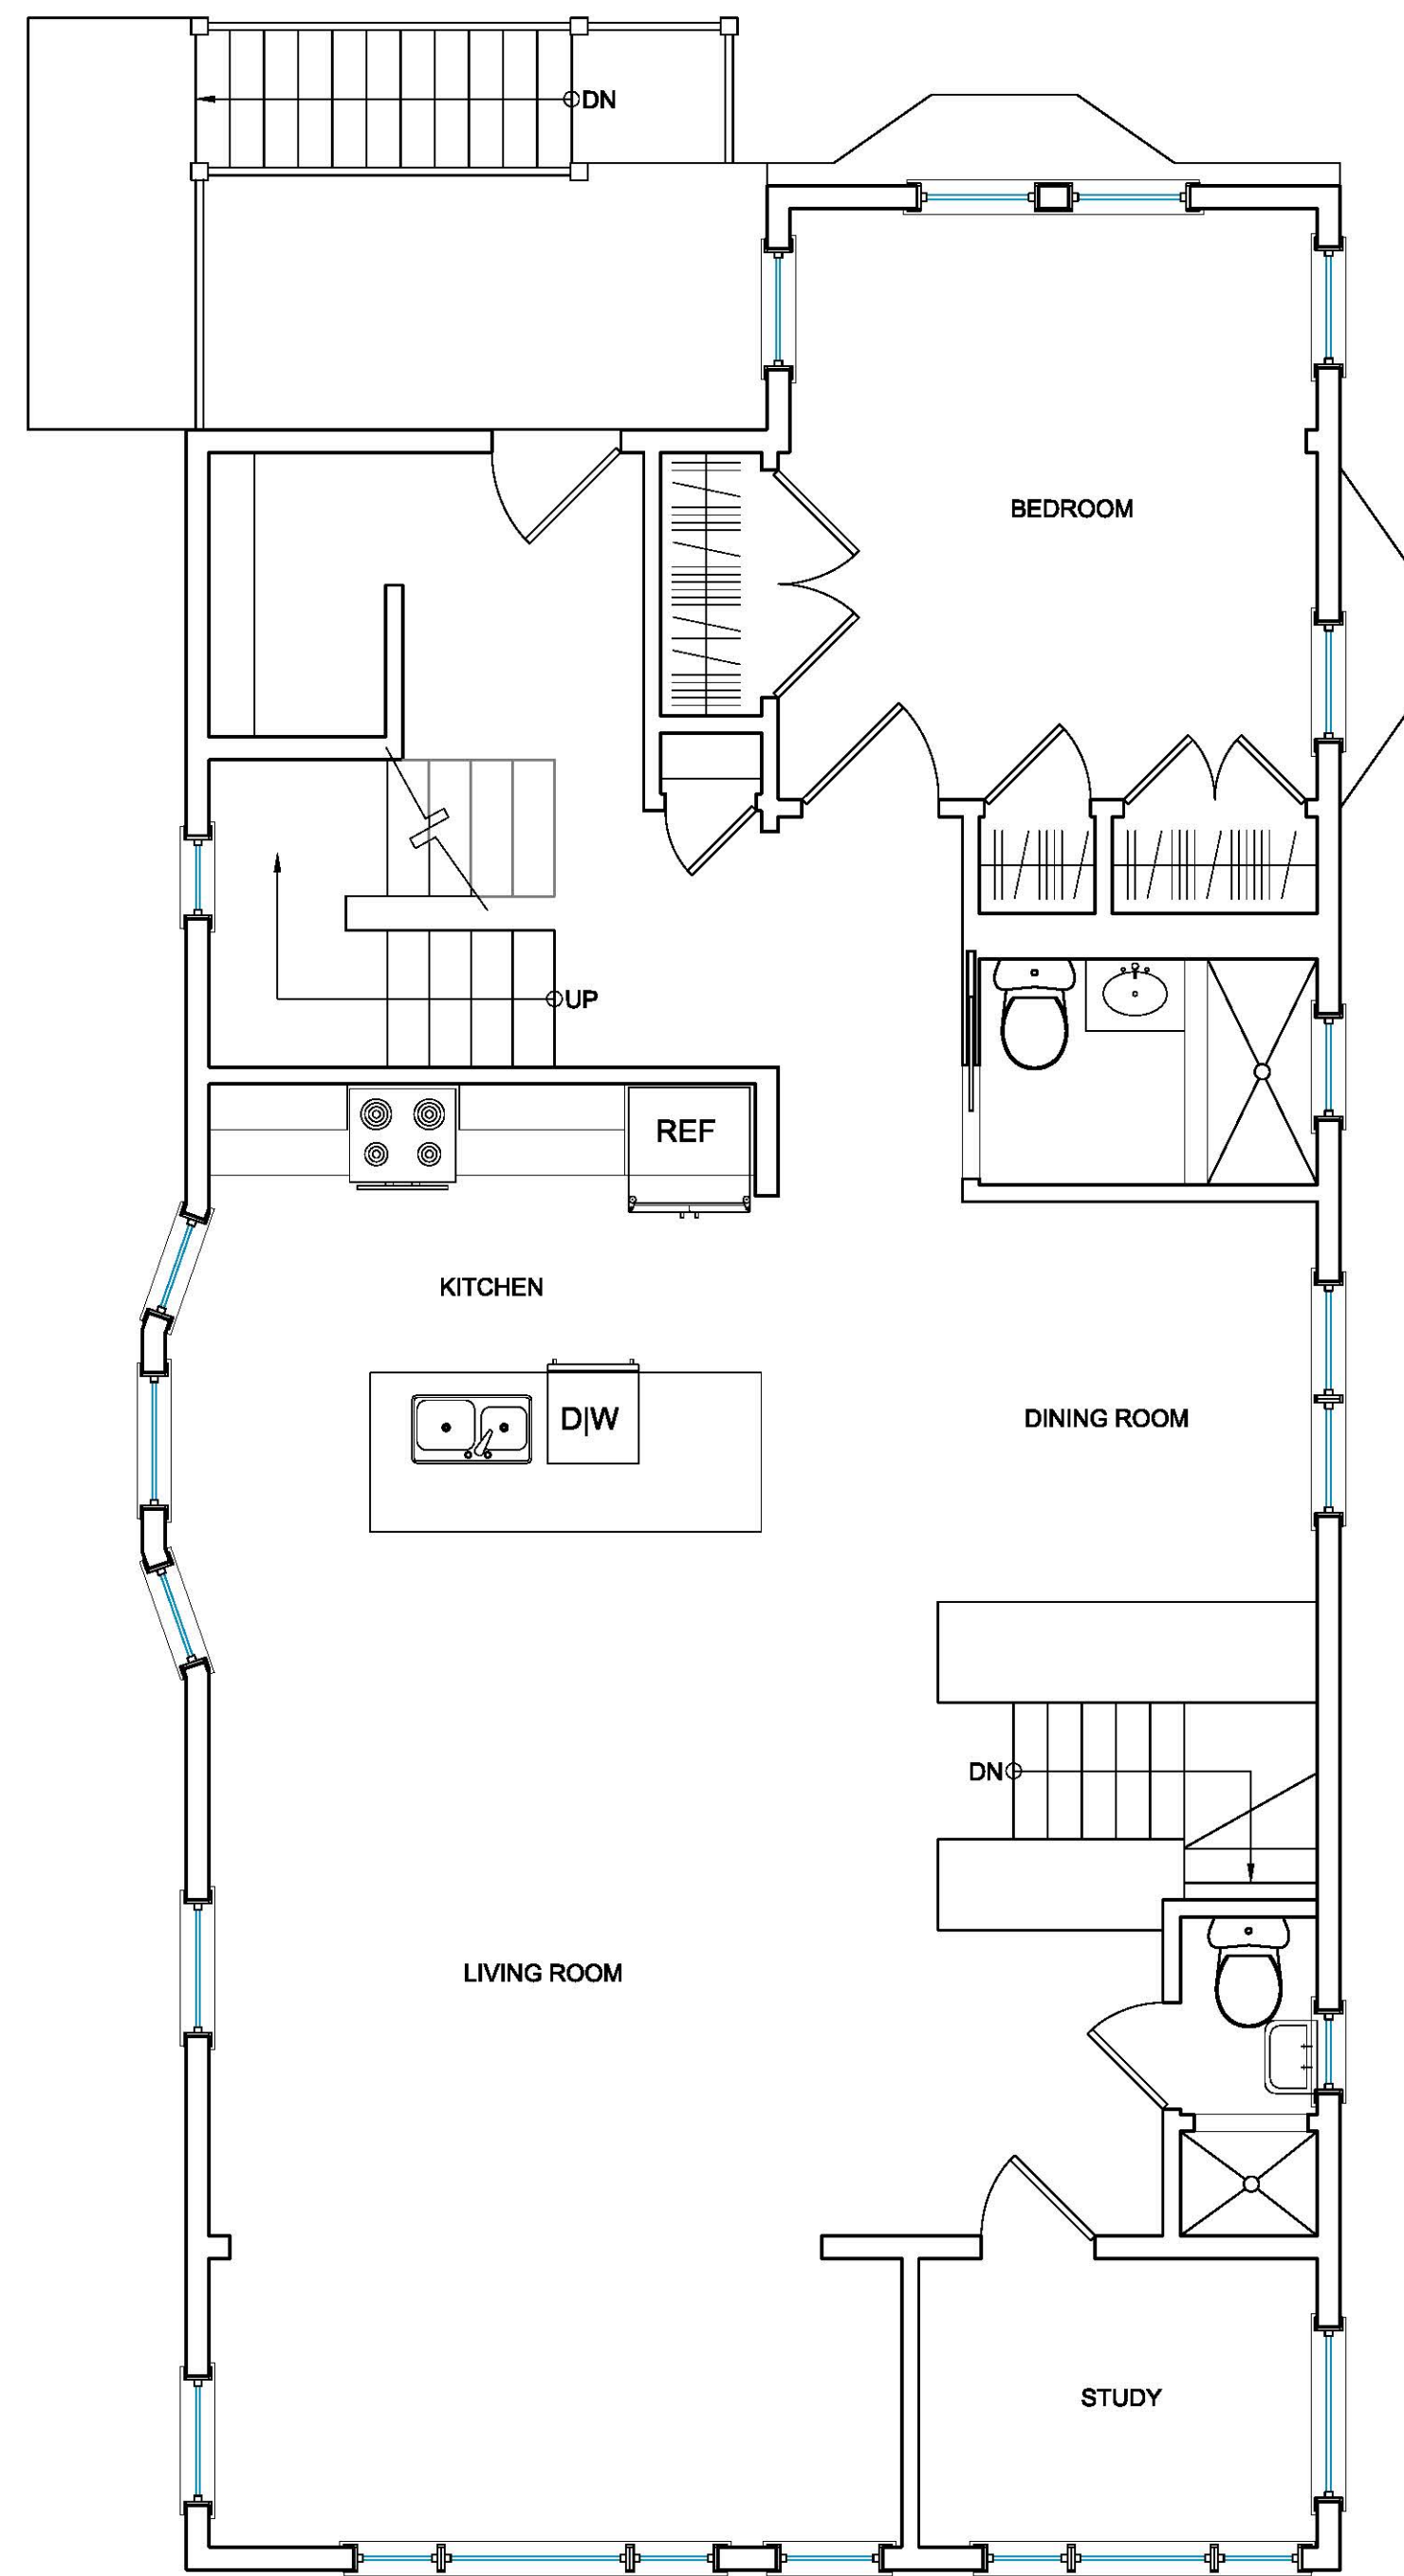 DN
BEDROOM
UP
REF
KITCHEN
D|W
DINING ROOM
DN
LIVING ROOM
STUDY